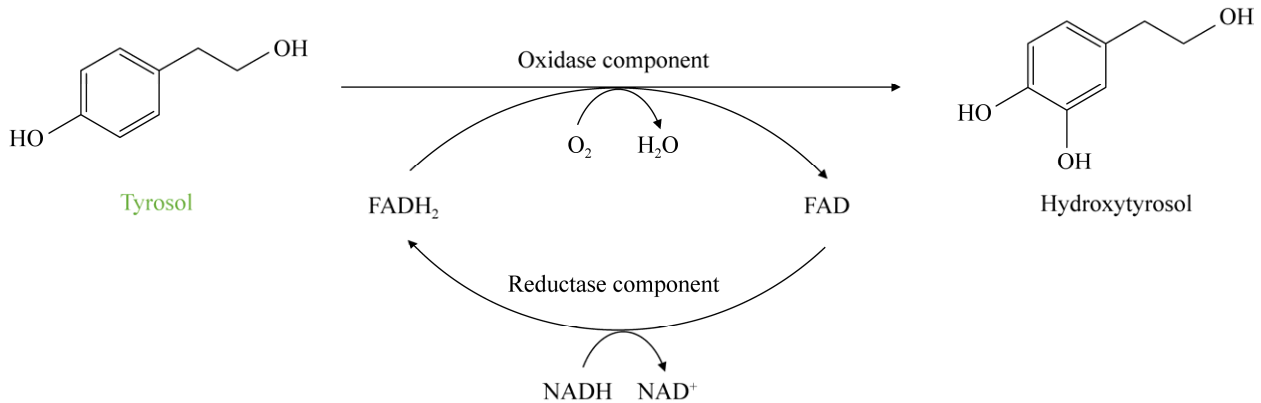 OH
HO
Tyrosol
Oxidase component
O₂ H₂O
FADH₂ FAD
Reductase component
NADH NAD⁺
OH
HO
OH
Hydroxytyrosol